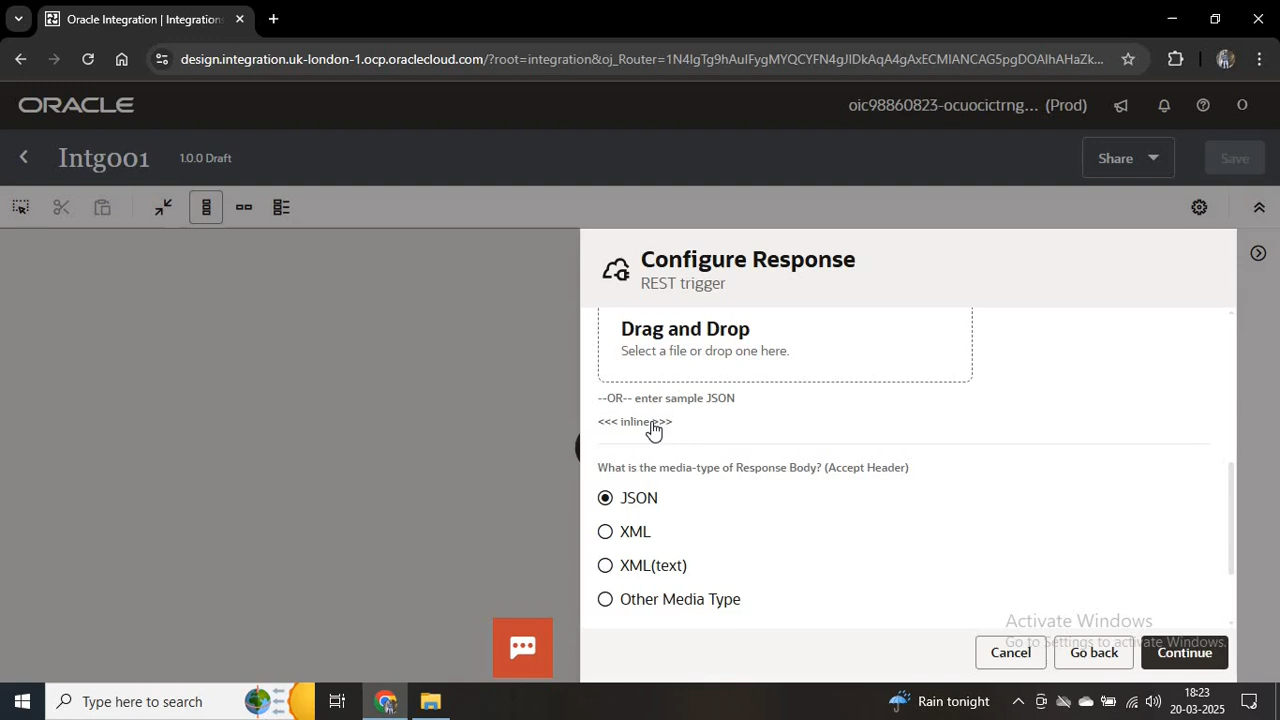 Oracle Integration | Integrations
design.integration.uk-london-1.ocp.oraclecloud.com/?root=integration&oj_Router=1N4IgTg9hAuIFygMYQCYFN4gJIDkAqA4gAxECMIANCAG5pgDOAIhAHaZk...
ORACLE
oic98860823-ocuocictrng... (Prod)
O
Intg001
1.0.0 Draft
Share
Save
Configure Response
REST trigger
Drag and Drop
Select a file or drop one here.
--OR-- enter sample JSON
<<< inline >>>
What is the media-type of Response Body? (Accept Header)
JSON
XML
XML(text)
Other Media Type
Activate Windows
Go to Settings to activate Windows.
Cancel
Go back
Continue
Type here to search
Rain tonight
18:23
20-03-2025